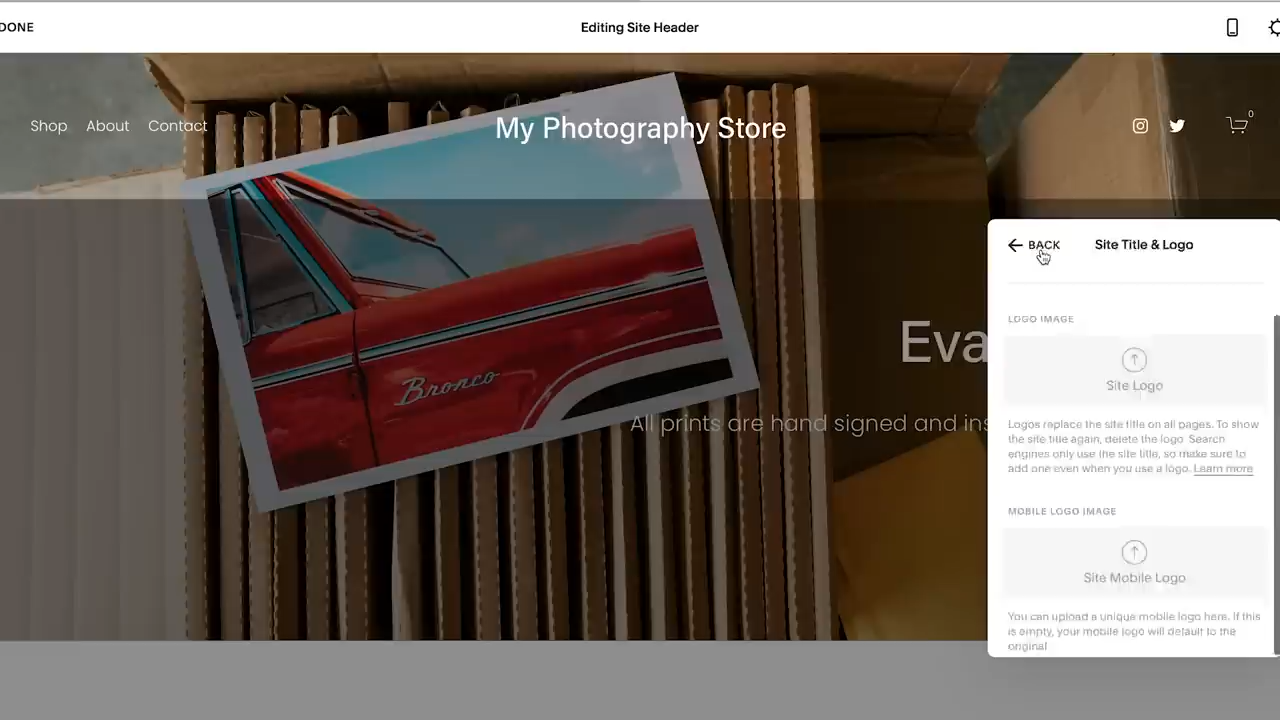 DONE
Editing Site Header
Shop About Contact
My Photography Store
0
BACK
Site Title & Logo
Eva
All prints are hand signed and ins
Bronco
LOGO IMAGE
Site Logo
Logos replace the site title on all pages. To show
the site title again, delete the logo. Search
engines only use the site title, so make sure to
add one even when you use a logo. Learn more
MOBILE LOGO IMAGE
Site Mobile Logo
You can upload a unique mobile logo here. If this
is empty, your mobile logo will default to the
original